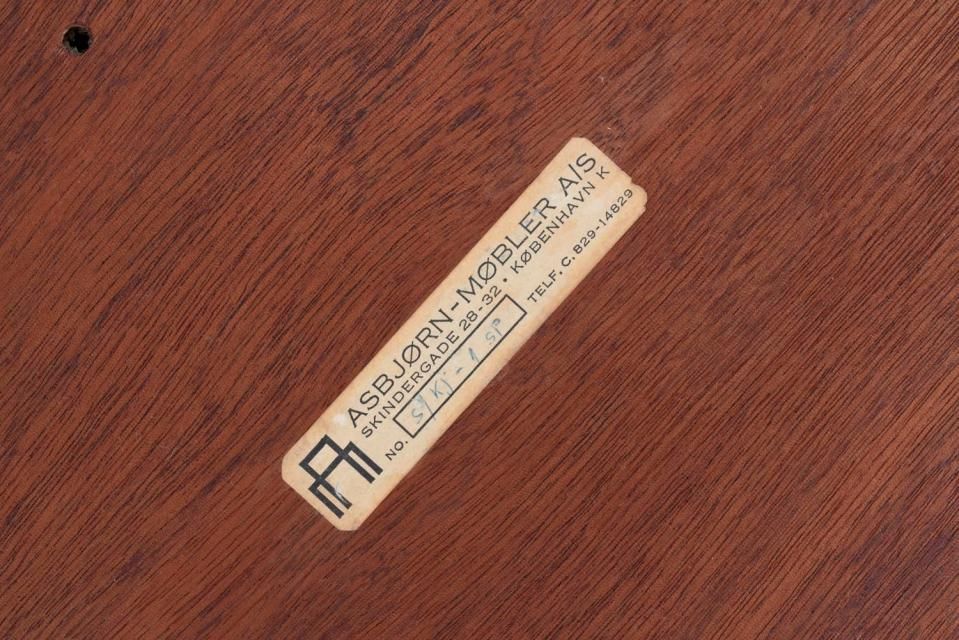 ASBJØRN-MØBLER A/S
SKINDERGADE 28-32 · KØBENHAVN K
NO. TELF. C. 829-14829